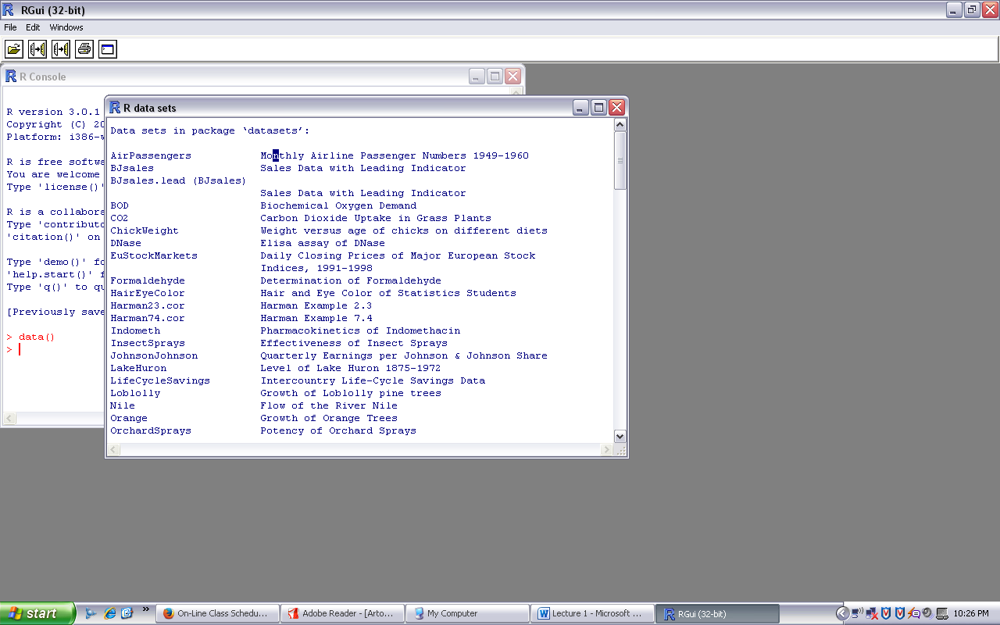 RGui (32-bit)
File Edit Windows
R Console
R version 3.0.1
Copyright (C) 20
Platform: i386-w
R is free softwa
You are welcome
Type 'license()'
R is a collabora
Type 'contributo
'citation()' on
Type 'demo()' fo
'help.start()' f
Type 'q()' to qu
[Previously save
> data()
>
R data sets
Data sets in package ‘datasets’:
AirPassengers Monthly Airline Passenger Numbers 1949-1960
BJsales Sales Data with Leading Indicator
BJsales.lead (BJsales)
Sales Data with Leading Indicator
BOD Biochemical Oxygen Demand
CO2 Carbon Dioxide Uptake in Grass Plants
ChickWeight Weight versus age of chicks on different diets
DNase Elisa assay of DNase
EuStockMarkets Daily Closing Prices of Major European Stock
Indices, 1991-1998
Formaldehyde Determination of Formaldehyde
HairEyeColor Hair and Eye Color of Statistics Students
Harman23.cor Harman Example 2.3
Harman74.cor Harman Example 7.4
Indometh Pharmacokinetics of Indomethacin
InsectSprays Effectiveness of Insect Sprays
JohnsonJohnson Quarterly Earnings per Johnson & Johnson Share
LakeHuron Level of Lake Huron 1875-1972
LifeCycleSavings Intercountry Life-Cycle Savings Data
Loblolly Growth of Loblolly pine trees
Nile Flow of the River Nile
Orange Growth of Orange Trees
OrchardSprays Potency of Orchard Sprays
start » On-Line Class Schedu... Adobe Reader - [Arto... My Computer Lecture 1 - Microsoft ... RGui (32-bit) 10:26 PM